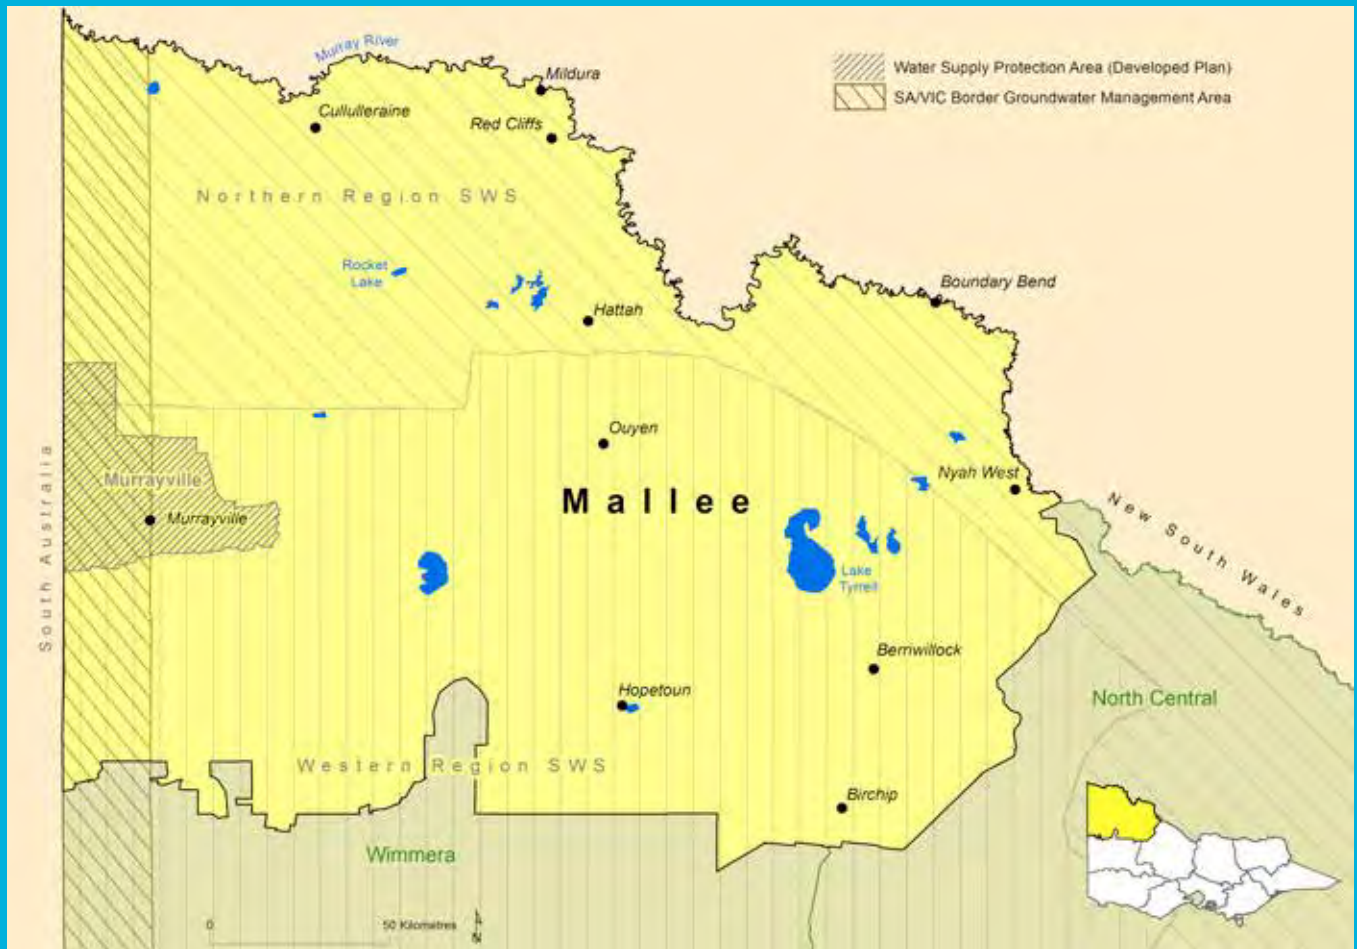 Murray River
Mildura
Water Supply Protection Area (Developed Plan)
SA/VIC Border Groundwater Management Area
Cullulleraine
Red Cliffs
Northern Region SWS
Rocket
Lake
Hattah
Boundary Bend
Ouyen
Nyah West
Murrayville
Mallee
Murrayville
New South Wales
South Australia
Lake
Tyrrell
Berriwillock
Hopetoun
North Central
Western Region SWS
Birchip
Wimmera
0
50 Kilometres
N